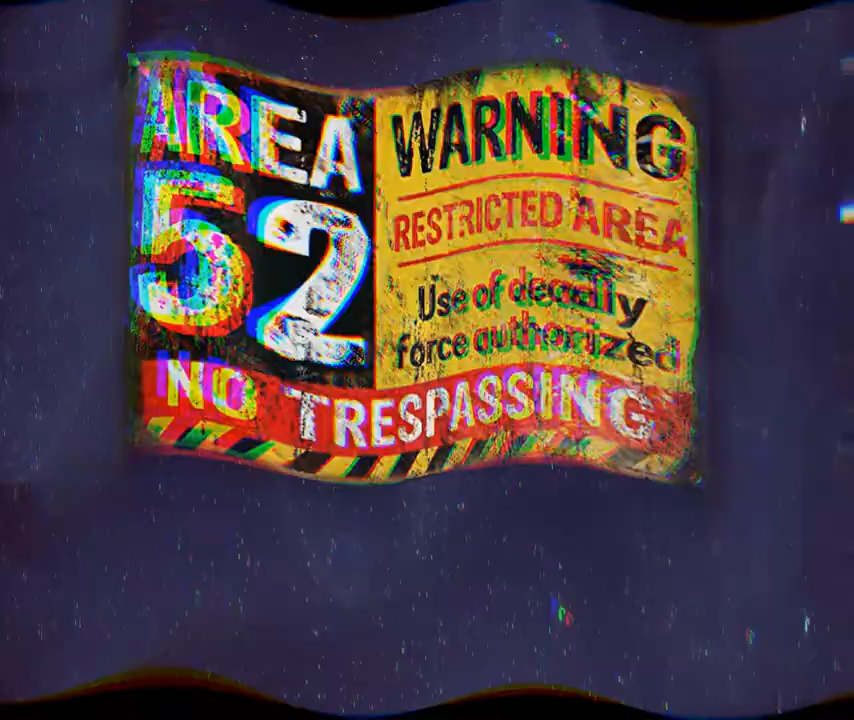 AREA
52
WARNING
RESTRICTED AREA
Use of deadly
force authorized
NO TRESPASSING